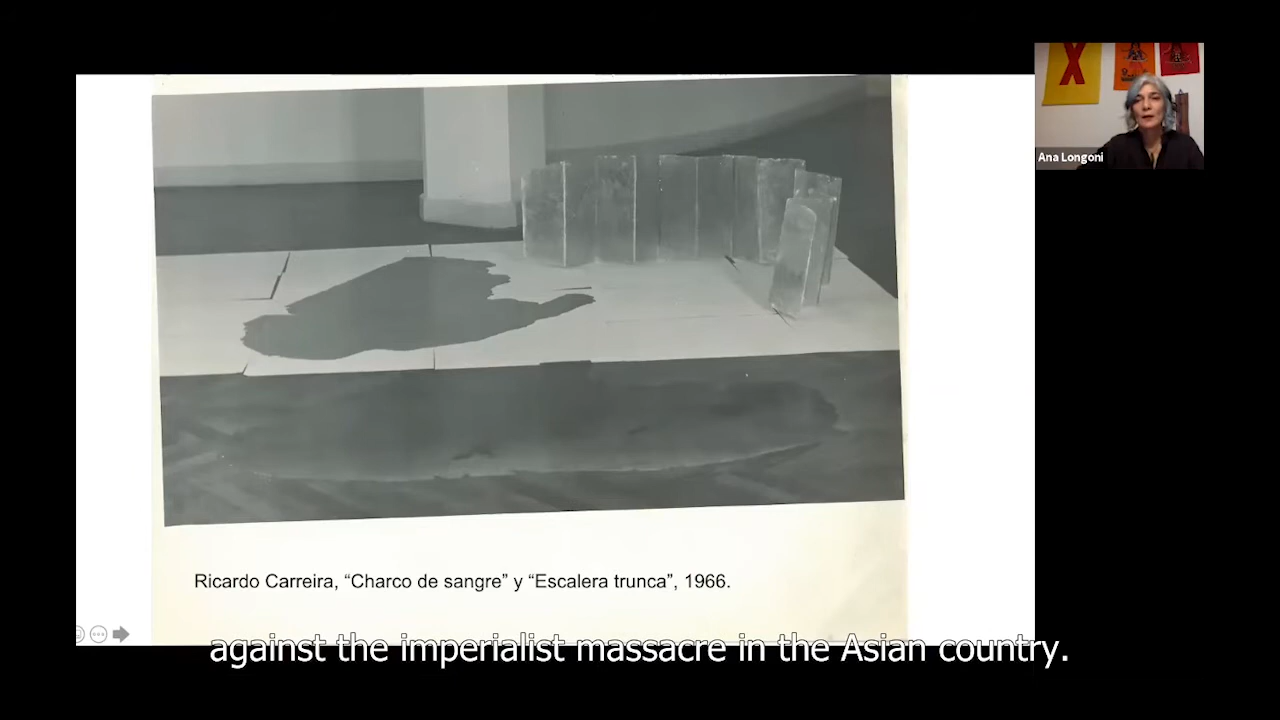 Ana Longoni
Ricardo Carreira, “Charco de sangre” y “Escalera trunca”, 1966.
against the imperialist massacre in the Asian country.